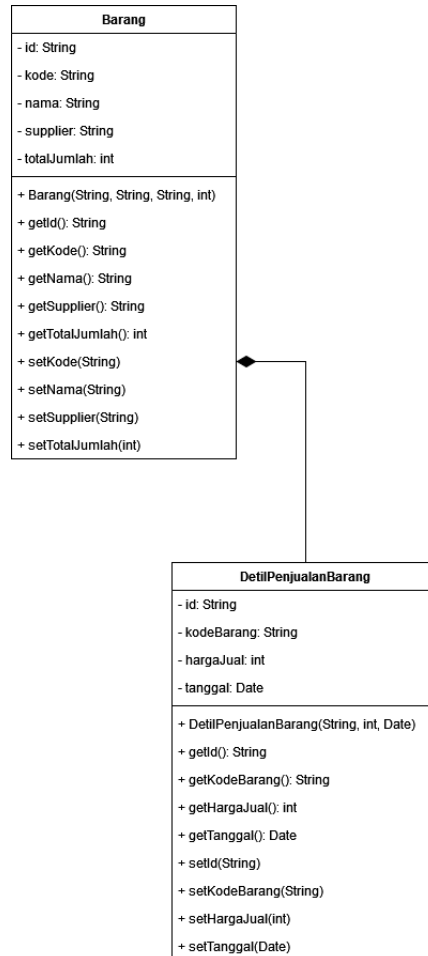 Barang
- id: String
- kode: String
- nama: String
- supplier: String
- totalJumlah: int
+ Barang(String, String, String, int)
+ getId(): String
+ getKode(): String
+ getNama(): String
+ getSupplier(): String
+ getTotalJumlah(): int
+ setKode(String)
+ setNama(String)
+ setSupplier(String)
+ setTotalJumlah(int)
DetilPenjualanBarang
- id: String
- kodeBarang: String
- hargaJual: int
- tanggal: Date
+ DetilPenjualanBarang(String, int, Date)
+ getId(): String
+ getKodeBarang(): String
+ getHargaJual(): int
+ getTanggal(): Date
+ setId(String)
+ setKodeBarang(String)
+ setHargaJual(int)
+ setTanggal(Date)